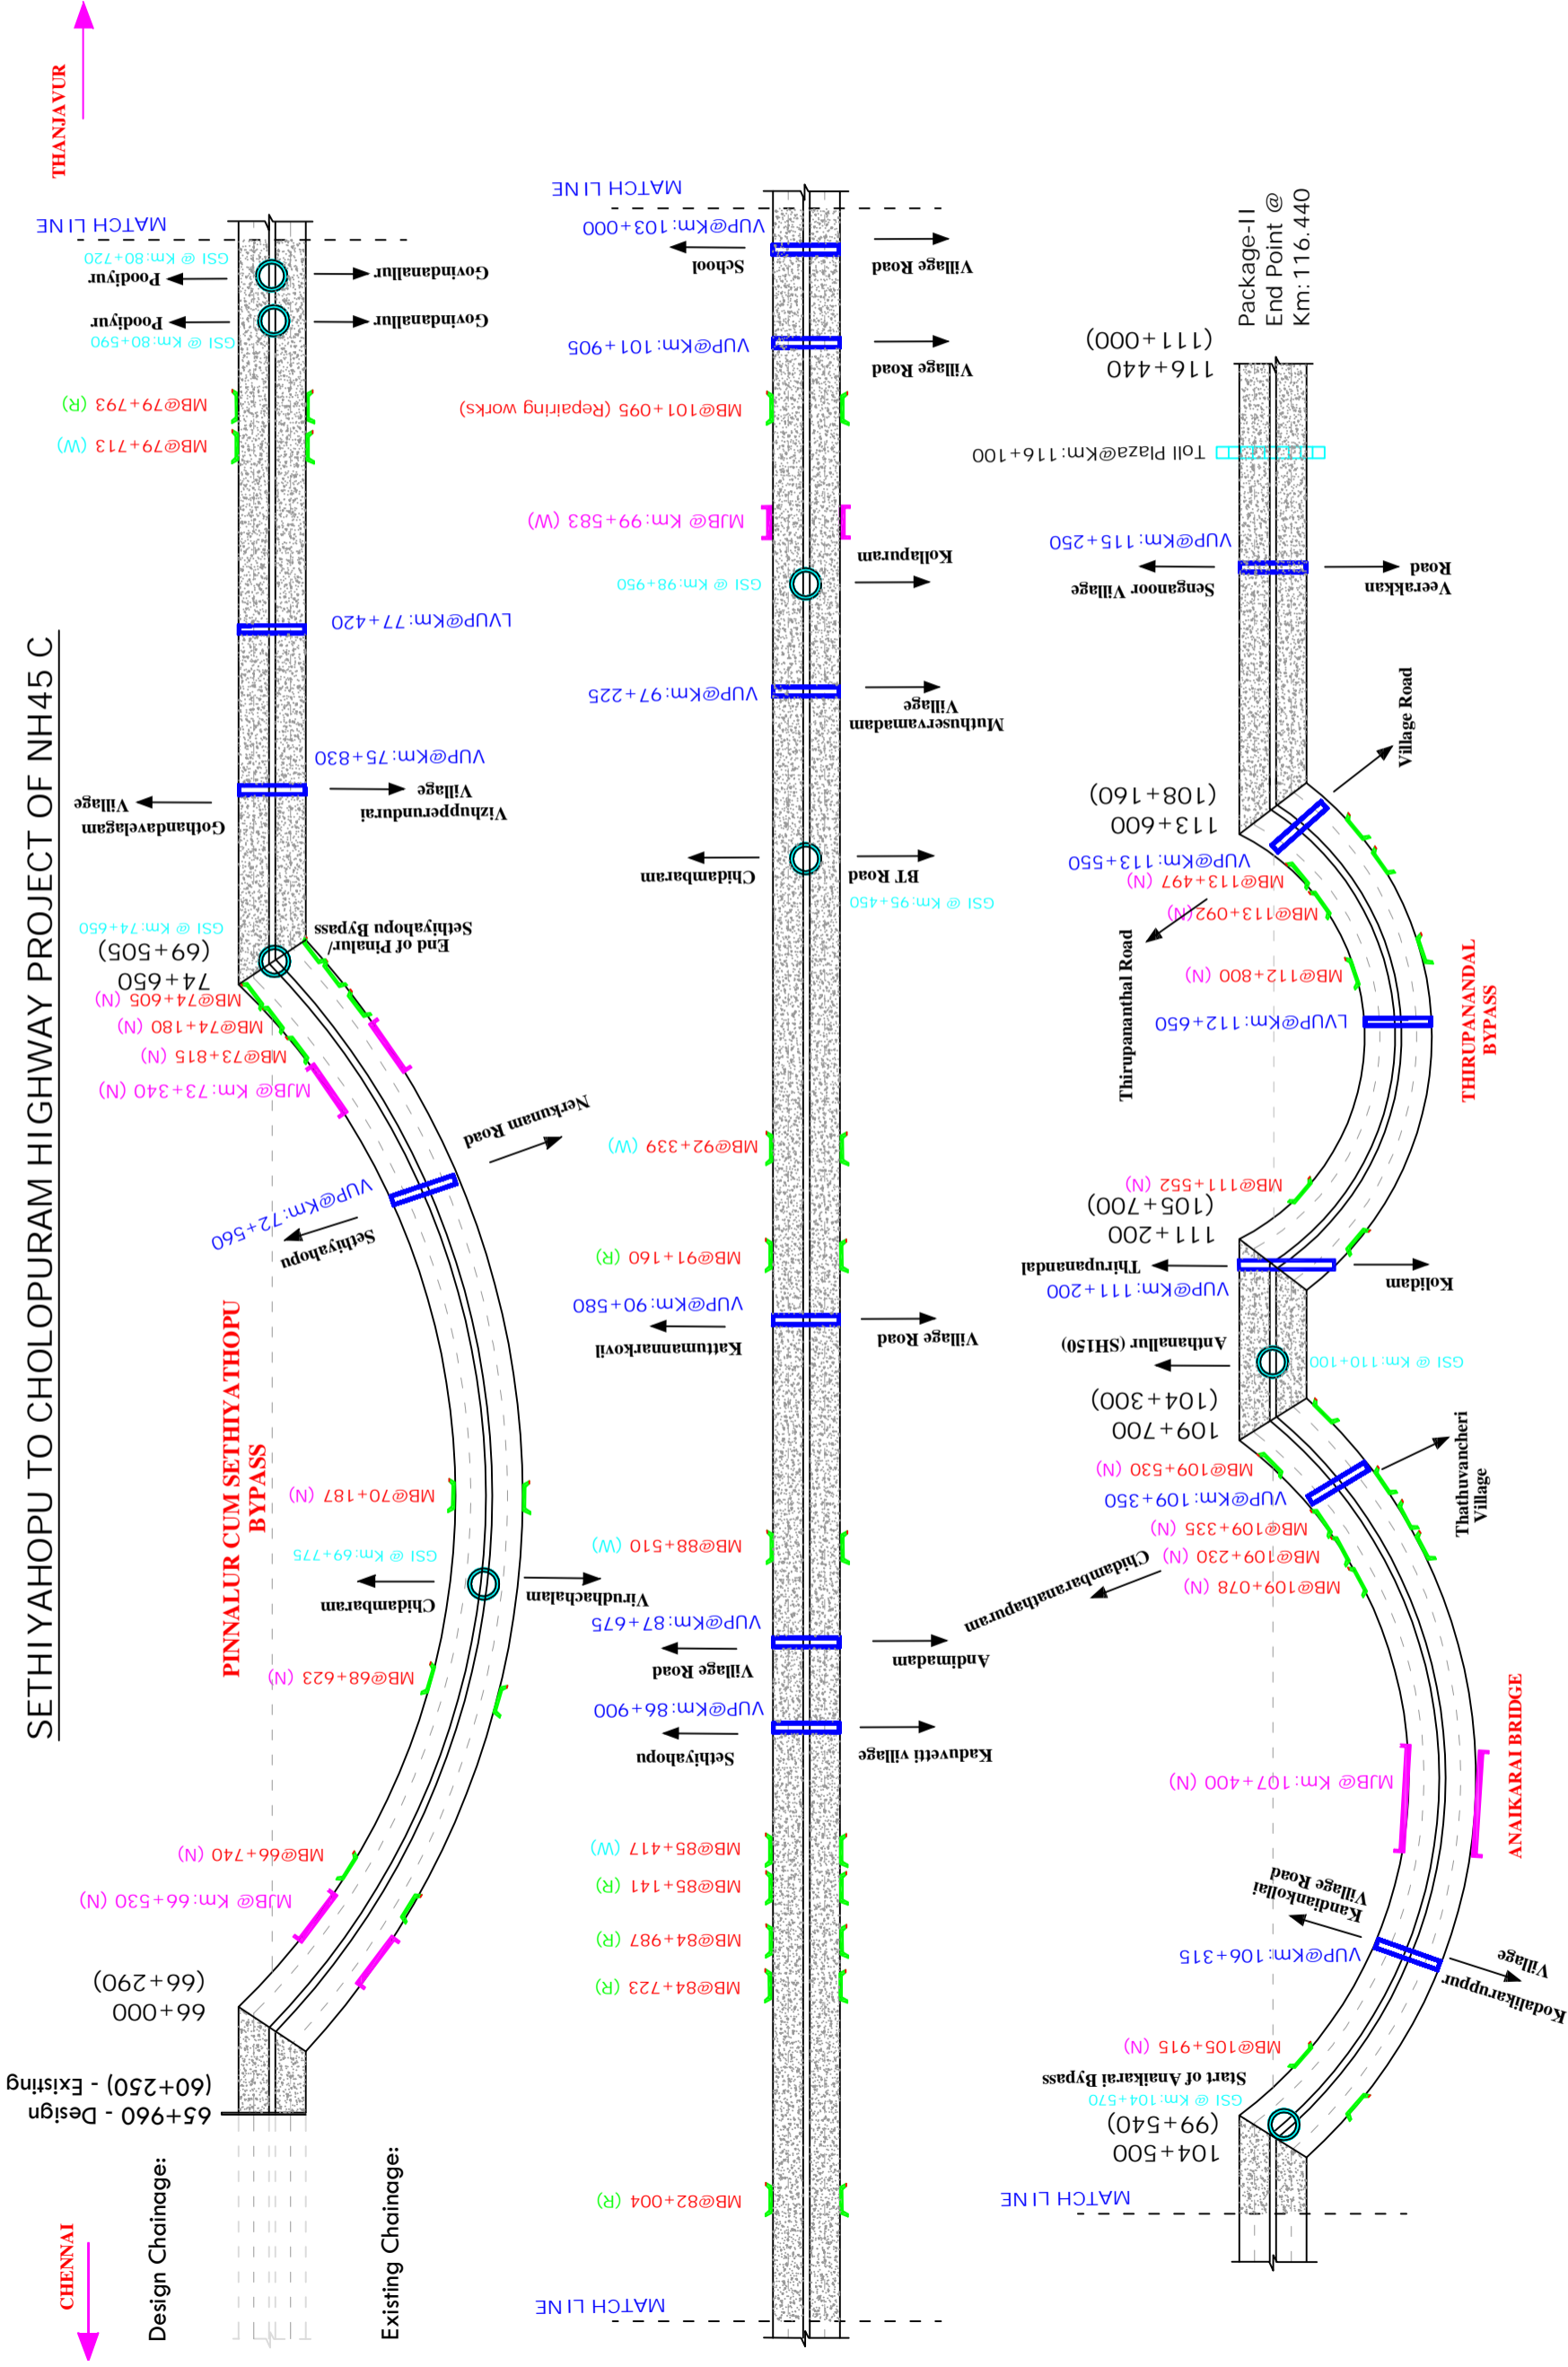 SETHIYAHOPU TO CHOLOPURAM HIGHWAY PROJECT OF NH45 C
CHENNAI
THANJAVUR
Design Chainage:
Existing Chainage:
65+960 - Design
(60+250) - Existing
66+000
(66+290)
MJB@ Km:66+530 (N)
MB@66+740 (N)
PINNALUR CUM SETHIYATHOPU
BYPASS
MB@68+623 (N)
Chidambaram
GSI @ Km:69+775
Virudhachalam
MB@70+187 (N)
Sethiyahopu
VUP@Km:72+560
Nerkunam Road
MJB@ Km:73+340 (N)
MB@73+815 (N)
MB@74+180 (N)
MB@74+605 (N)
74+650
(69+505)
GSI @ Km:74+650
End of Pinalur/
Sethiyahopu Bypass
Gothandavelagam
Village
VUP@Km:75+830
Vizhupperundurai
Village
LVUP@Km:77+420
MB@79+713 (W)
MB@79+793 (R)
GSI @ Km:80+590
Poodiyur
Govindanallur
Poodiyur
Govindanallur
GSI @ Km:80+720
MATCH LINE
MATCH LINE
MB@82+004 (R)
MB@84+723 (R)
MB@84+987 (R)
MB@85+141 (R)
MB@85+417 (W)
Sethiyahopu
VUP@Km:86+900
Kaduvetti village
Village Road
VUP@Km:87+675
Andimadam
MB@88+510 (W)
Kattumannarkovil
VUP@Km:90+580
Village Road
MB@91+160 (R)
MB@92+339 (W)
Chidambaram
BT Road
GSI @ Km:95+450
VUP@Km:97+225
Muthuservamadam
Village
GSI @ Km:98+950
Kollapuram
MJB@ Km:99+583 (W)
MB@101+095 (Repairing works)
VUP@Km:101+905
Village Road
School
VUP@Km:103+000
Village Road
MATCH LINE
MATCH LINE
104+500
(99+540)
GSI @ Km:104+570
Start of Anaikarai Bypass
MB@105+915 (N)
VUP@Km:106+315
Kandiankollai
Village Road
Kodalikaruppur
Village
MJB@ Km:107+400 (N)
ANAIKARAI BRIDGE
Chidambaranathapuram
MB@109+078 (N)
MB@109+230 (N)
MB@109+335 (N)
VUP@Km:109+350
MB@109+530 (N)
Thathuvancheri
Village
109+700
(104+300)
Anthanallur (SH150)
GSI @ Km:110+100
VUP@Km:111+200
Thirupanandal
Kolidam
111+200
(105+700)
MB@111+552 (N)
Thirupananthal Road
LVUP@Km:112+650
THIRUPANANDAL
BYPASS
MB@112+800 (N)
MB@113+092(N)
MB@113+497 (N)
VUP@Km:113+550
113+600
(108+160)
Village Road
Senganoor Village
VUP@Km:115+250
Veerakkan
Road
Toll Plaza@Km:116+100
116+440
(111+000)
Package-II
End Point @
Km:116.440